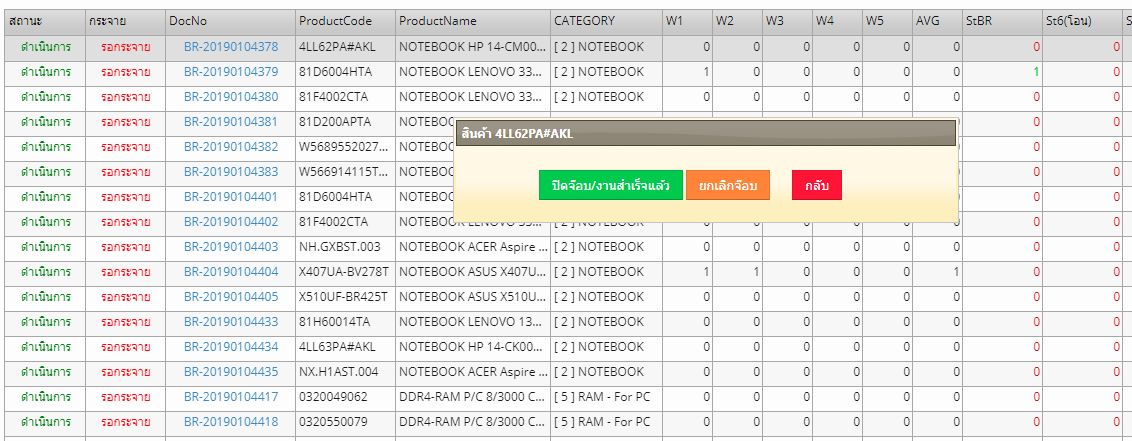 สถานะ กระจาย DocNo ProductCode ProductName CATEGORY W1 W2 W3 W4 W5 AVG StBR St6(โอน) S
ดำเนินการ รอกระจาย BR-20190104378 4LL62PA#AKL NOTEBOOK HP 14-CM00... [ 2 ] NOTEBOOK 0 0 0 0 0 0 0 0
ดำเนินการ รอกระจาย BR-20190104379 81D6004HTA NOTEBOOK LENOVO 33... [ 2 ] NOTEBOOK 1 0 0 0 0 0 1 0
ดำเนินการ รอกระจาย BR-20190104380 81F4002CTA NOTEBOOK LENOVO 33... [ 2 ] NOTEBOOK 0 0 0 0 0 0 0 0
ดำเนินการ รอกระจาย BR-20190104381 81D200APTA NOTEBO 0
สินค้า 4LL62PA#AKL
ดำเนินการ รอกระจาย BR-20190104382 W5689552027... NOTEBO 0
ดำเนินการ รอกระจาย BR-20190104383 W566914115T... NOTEBO 0
ปิดจ๊อบ/งานสำเร็จแล้ว ยกเลิกจ๊อบ กลับ
ดำเนินการ รอกระจาย BR-20190104401 81D6004HTA NOTEBO 0
ดำเนินการ รอกระจาย BR-20190104402 81F4002CTA NOTEBOOK LENOVO 33... [ 2 ] NOTEBOOK 0 0 0 0 0 0 0 0
ดำเนินการ รอกระจาย BR-20190104403 NH.GXBST.003 NOTEBOOK ACER Aspire ... [ 2 ] NOTEBOOK 0 0 0 0 0 0 0 0
ดำเนินการ รอกระจาย BR-20190104404 X407UA-BV278T NOTEBOOK ASUS X407U... [ 2 ] NOTEBOOK 1 1 0 0 0 1 0 0
ดำเนินการ รอกระจาย BR-20190104405 X510UF-BR425T NOTEBOOK ASUS X510U... [ 2 ] NOTEBOOK 0 0 0 0 0 0 0 0
ดำเนินการ รอกระจาย BR-20190104433 81H60014TA NOTEBOOK LENOVO 13... [ 2 ] NOTEBOOK 0 0 0 0 0 0 0 0
ดำเนินการ รอกระจาย BR-20190104434 4LL63PA#AKL NOTEBOOK HP 14-CK00... [ 2 ] NOTEBOOK 0 0 0 0 0 0 0 0
ดำเนินการ รอกระจาย BR-20190104435 NX.H1AST.004 NOTEBOOK ACER Aspire ... [ 2 ] NOTEBOOK 0 0 0 0 0 0 0 0
ดำเนินการ รอกระจาย BR-20190104417 0320049062 DDR4-RAM P/C 8/3000 C... [ 5 ] RAM - For PC 0 0 0 0 0 0 0 0
ดำเนินการ รอกระจาย BR-20190104418 0320550079 DDR4-RAM P/C 8/3000 C... [ 5 ] RAM - For PC 0 0 0 0 0 0 0 0